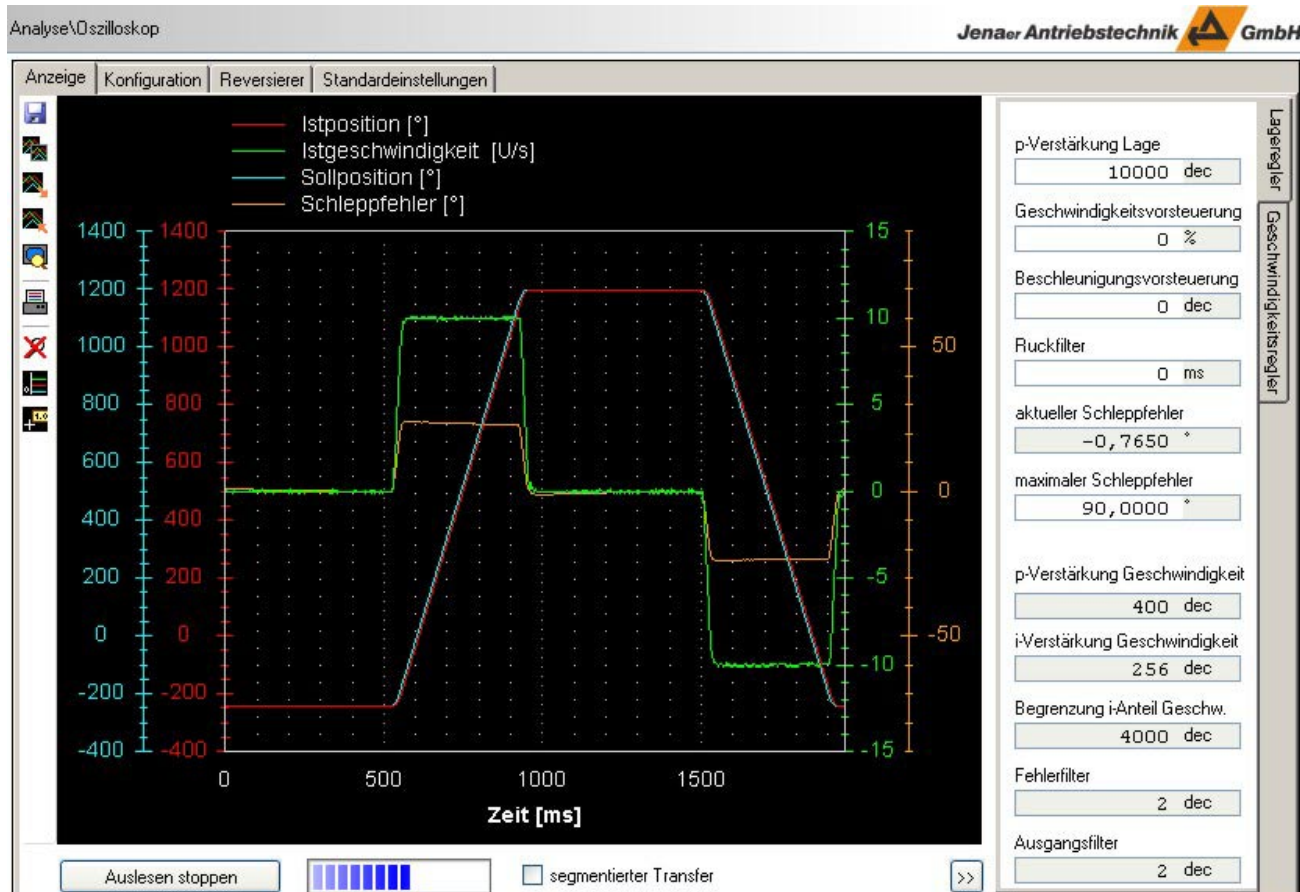 Analyse\Oszilloskop
Jenaer Antriebstechnik GmbH
Anzeige Konfiguration Reversierer Standardeinstellungen
Istposition [°]
Istgeschwindigkeit [U/s]
Sollposition [°]
Schleppfehler [°]
1400 1400 15
1200 1200 10
1000 1000 50
800 800 5
600 600
400 400 0 0
200 200 -5
0 0 -50
-200 -200 -10
-400 -400 -15
0 500 1000 1500
Zeit [ms]
Lageregler
Geschwindigkeitsregler
p-Verstärkung Lage
10000 dec
Geschwindigkeitsvorsteuerung
0 %
Beschleunigungsvorsteuerung
0 dec
Ruckfilter
0 ms
aktueller Schleppfehler
-0,7650 °
maximaler Schleppfehler
90,0000 °
p-Verstärkung Geschwindigkeit
400 dec
i-Verstärkung Geschwindigkeit
256 dec
Begrenzung i-Anteil Geschw.
4000 dec
Fehlerfilter
2 dec
Ausgangsfilter
2 dec
Auslesen stoppen
segmentierter Transfer
>>